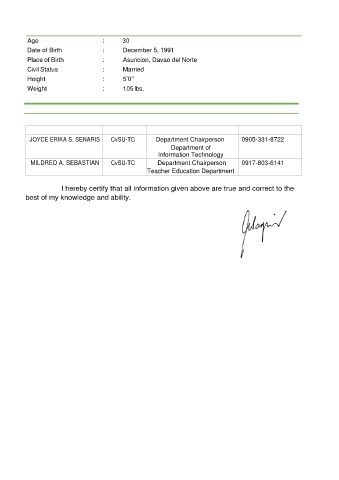 Age : 30
Date of Birth : December 5, 1991
Place of Birth : Asuncion, Davao del Norte
Civil Status : Married
Height : 5'0"
Weight : 105 lbs.
JOYCE ERIKA S. SENARIS CvSU-TC Department Chairperson 0905-331-8722
Department of
Information Technology
MILDRED A. SEBASTIAN CvSU-TC Department Chairperson 0917-803-6141
Teacher Education Department
I hereby certify that all information given above are true and correct to the
best of my knowledge and ability.